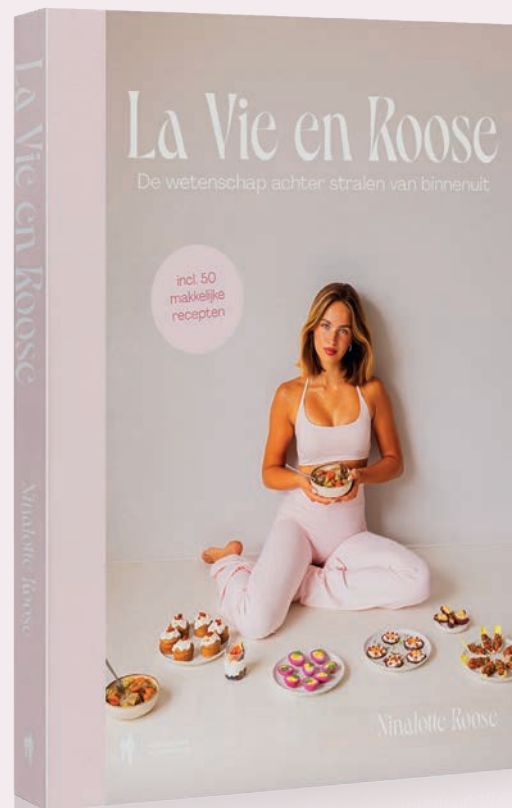 La Vie en Roose
Ninalotte Roose
La Vie en Roose
De wetenschap achter stralen van binnenuit
incl. 50
makkelijke
recepten
Ninalotte Roose